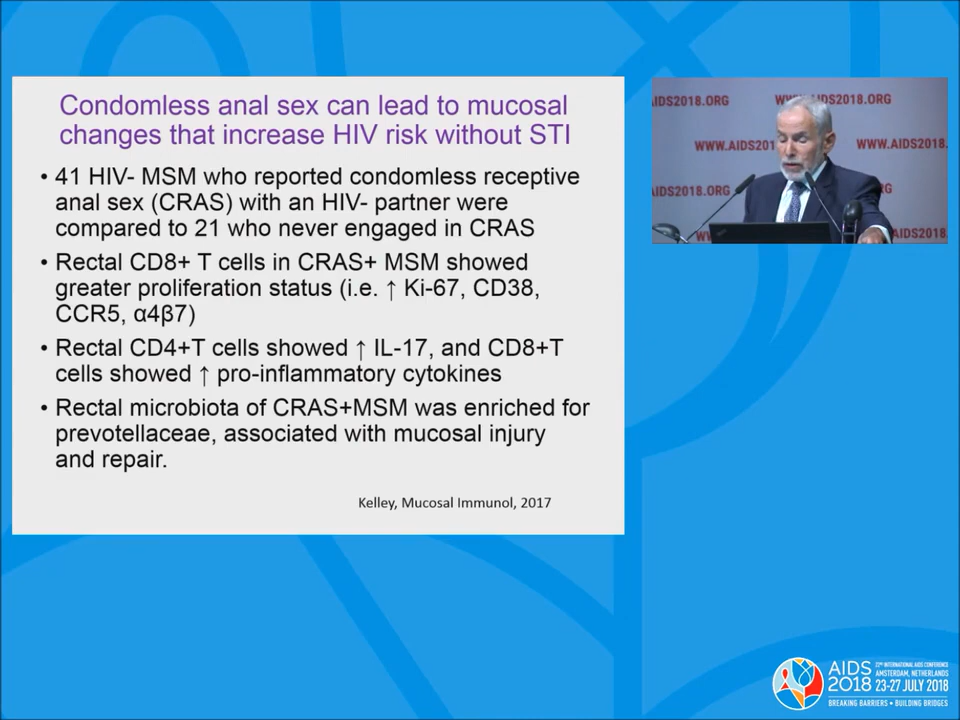 Condomless anal sex can lead to mucosal
changes that increase HIV risk without STI
• 41 HIV- MSM who reported condomless receptive
anal sex (CRAS) with an HIV- partner were
compared to 21 who never engaged in CRAS
• Rectal CD8+ T cells in CRAS+ MSM showed
greater proliferation status (i.e. ↑ Ki-67, CD38,
CCR5, α4β7)
• Rectal CD4+T cells showed ↑ IL-17, and CD8+T
cells showed ↑ pro-inflammatory cytokines
• Rectal microbiota of CRAS+MSM was enriched for
prevotellaceae, associated with mucosal injury
and repair.
Kelley, Mucosal Immunol, 2017
AIDS2018.ORG
WWW.AIDS2018.ORG
WWW.AIDS201
WWW.AIDS2018.
AIDS2018.ORG
RG
AIDS2018.
AIDS
2018
22ND INTERNATIONAL AIDS CONFERENCE
AMSTERDAM, NETHERLANDS
23-27 JULY 2018
BREAKING BARRIERS • BUILDING BRIDGES